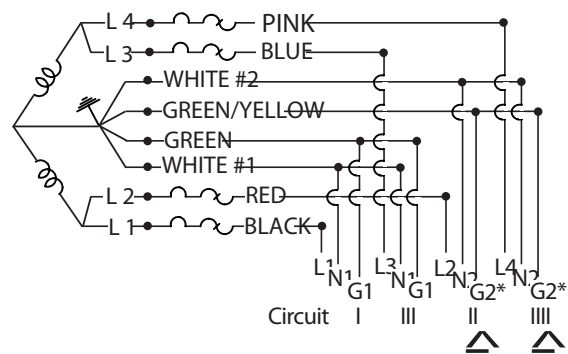 L 4 PINK
L 3 BLUE
WHITE #2
GREEN/YELLOW
GREEN
WHITE #1
L 2 RED
L 1 BLACK
L1 N1 G1 L3 N1 G1 L2 N2 G2* L4 N2 G2*
Circuit I III II IIII